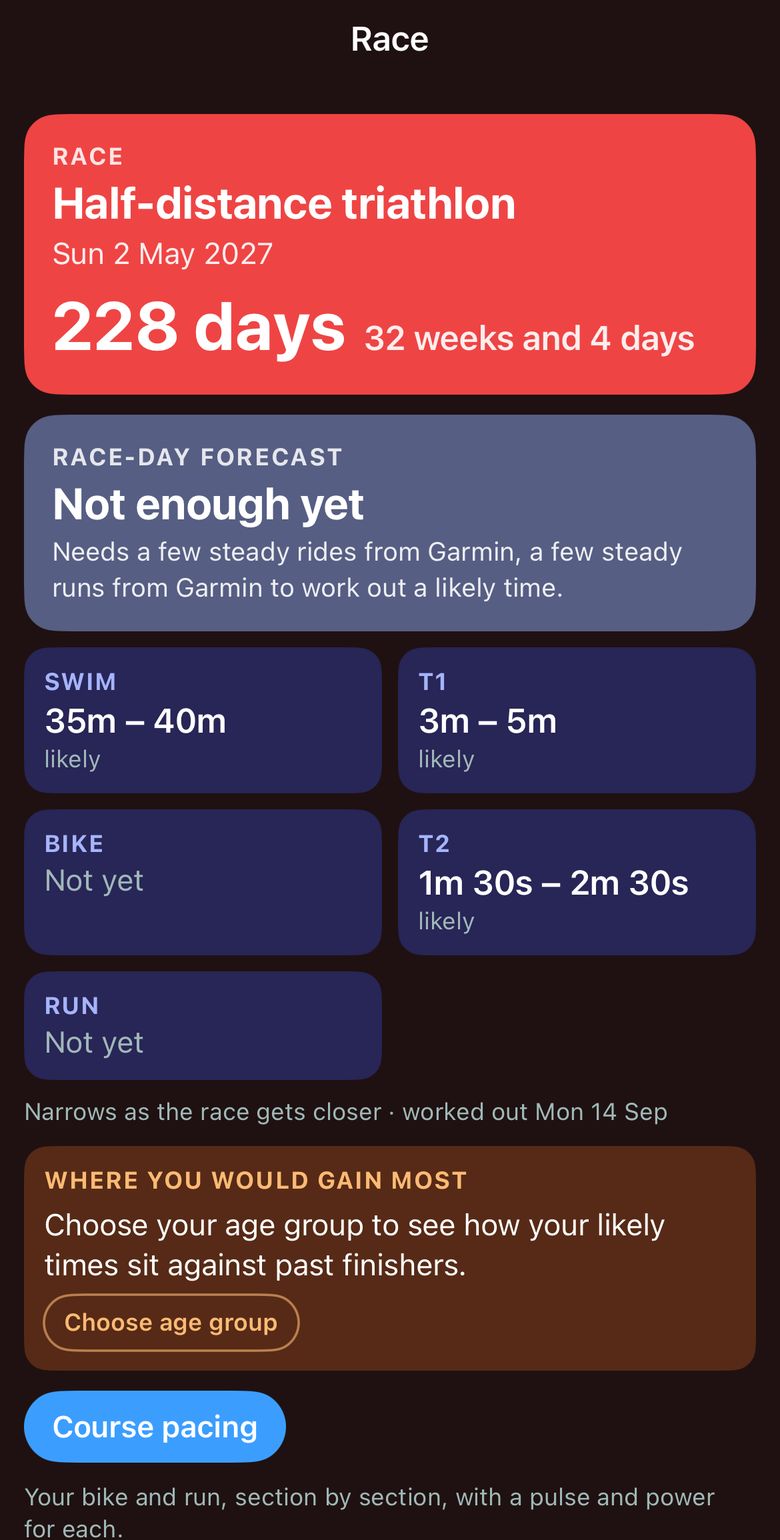 Race
RACE
Half-distance triathlon
Sun 2 May 2027
228 days 32 weeks and 4 days
RACE-DAY FORECAST
Not enough yet
Needs a few steady rides from Garmin, a few steady
runs from Garmin to work out a likely time.
SWIM
35m – 40m
likely
T1
3m – 5m
likely
BIKE
Not yet
T2
1m 30s – 2m 30s
likely
RUN
Not yet
Narrows as the race gets closer · worked out Mon 14 Sep
WHERE YOU WOULD GAIN MOST
Choose your age group to see how your likely
times sit against past finishers.
Choose age group
Course pacing
Your bike and run, section by section, with a pulse and power
for each.